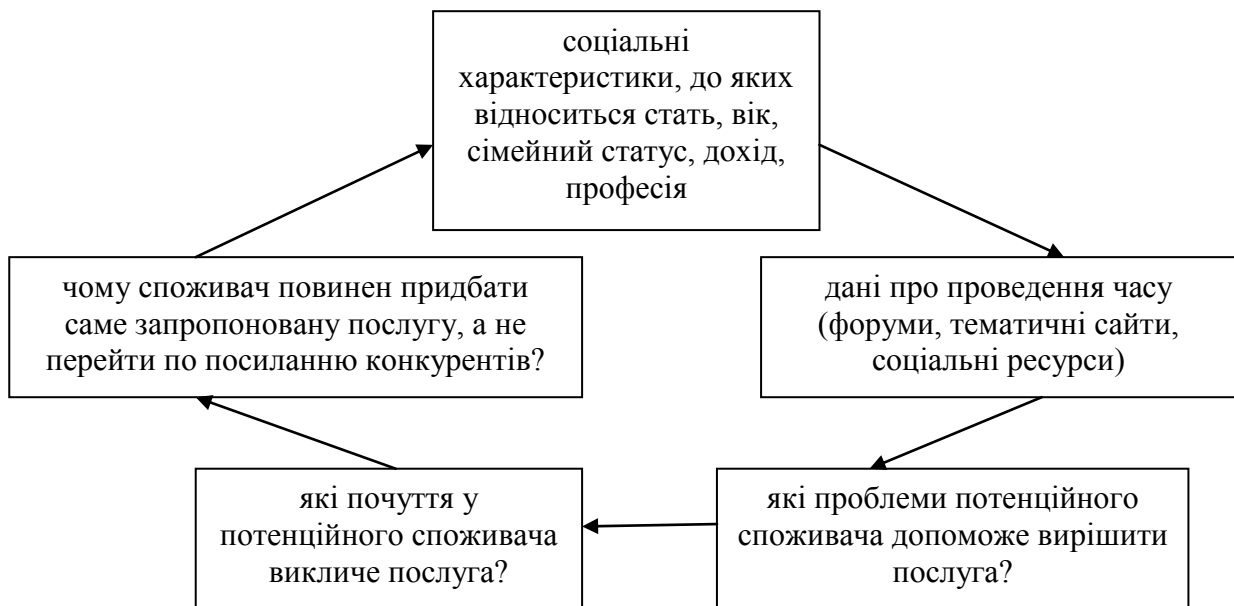 соціальні
характеристики, до яких
відноситься стать, вік,
сімейний статус, дохід,
професія
чому споживач повинен придбати
саме запропоновану послугу, а не
перейти по посиланню конкурентів?
дані про проведення часу
(форуми, тематичні сайти,
соціальні ресурси)
які почуття у
потенційного споживача
викличе послуга?
які проблеми потенційного
споживача допоможе вирішити
послуга?